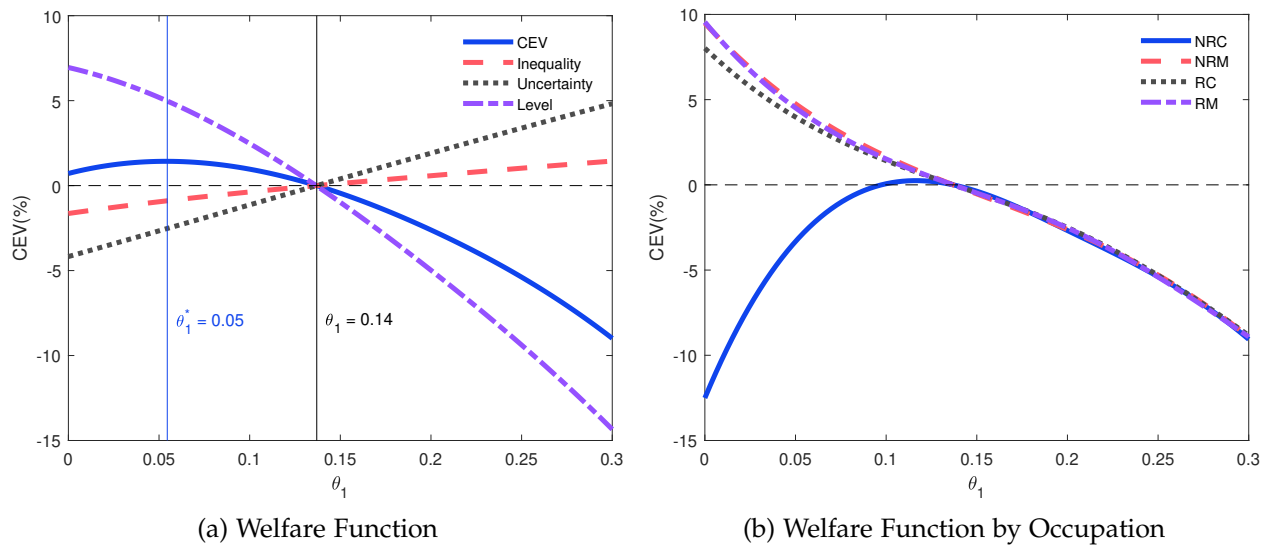 10
5
0
-5
-10
-15
CEV(%)
CEV
Inequality
Uncertainty
Level
θ₁* = 0.05
θ₁ = 0.14
0
0.05
0.1
0.15
0.2
0.25
0.3
θ₁
(a) Welfare Function
10
5
0
-5
-10
-15
CEV(%)
NRC
NRM
RC
RM
0
0.05
0.1
0.15
0.2
0.25
0.3
θ₁
(b) Welfare Function by Occupation